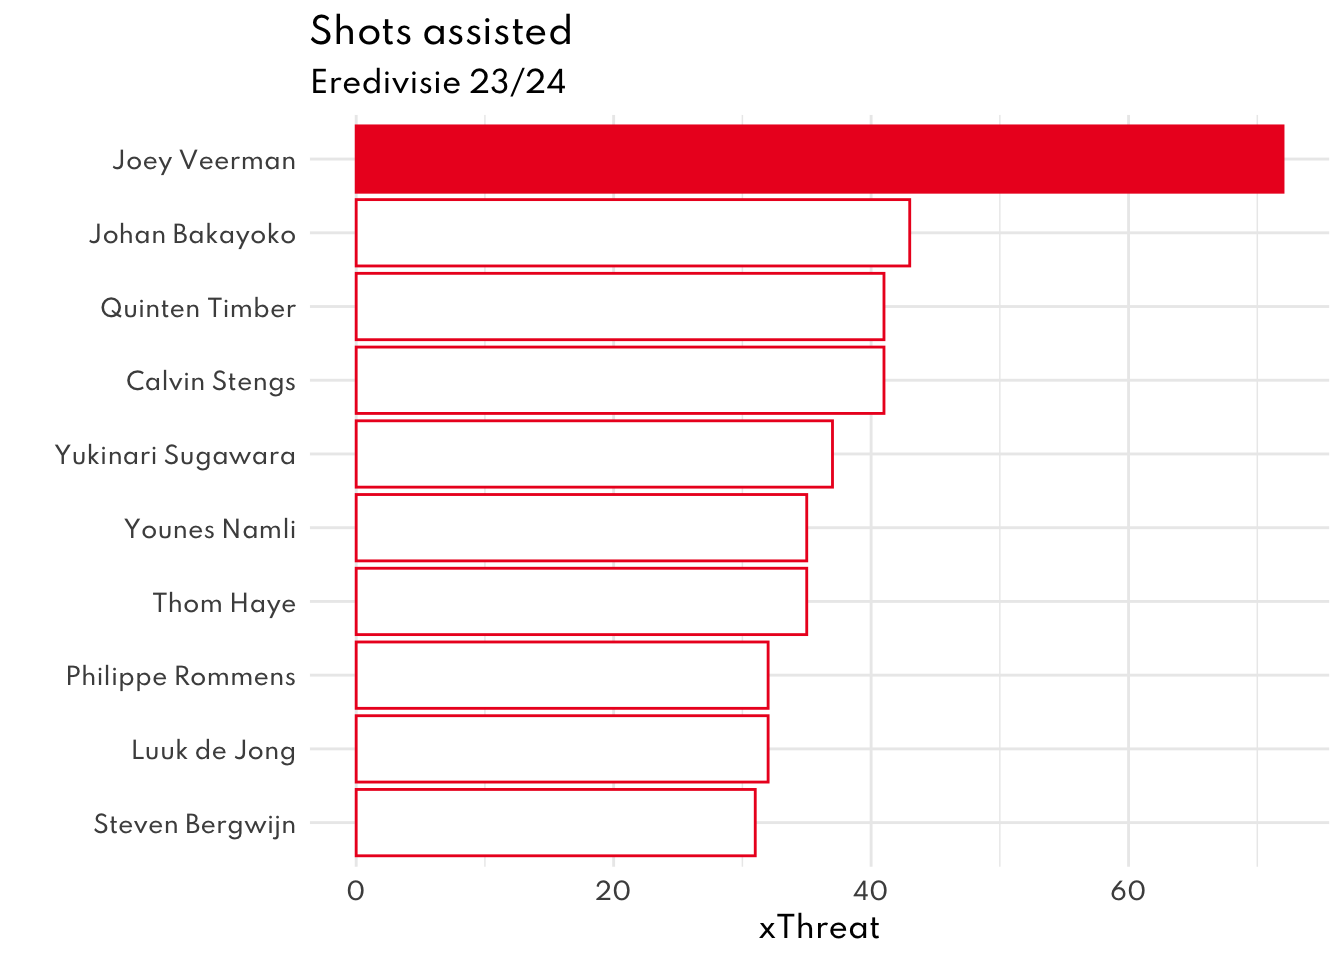 Shots assisted
Eredivisie 23/24
Joey Veerman
Johan Bakayoko
Quinten Timber
Calvin Stengs
Yukinari Sugawara
Younes Namli
Thom Haye
Philippe Rommens
Luuk de Jong
Steven Bergwijn
0 20 40 60
xThreat